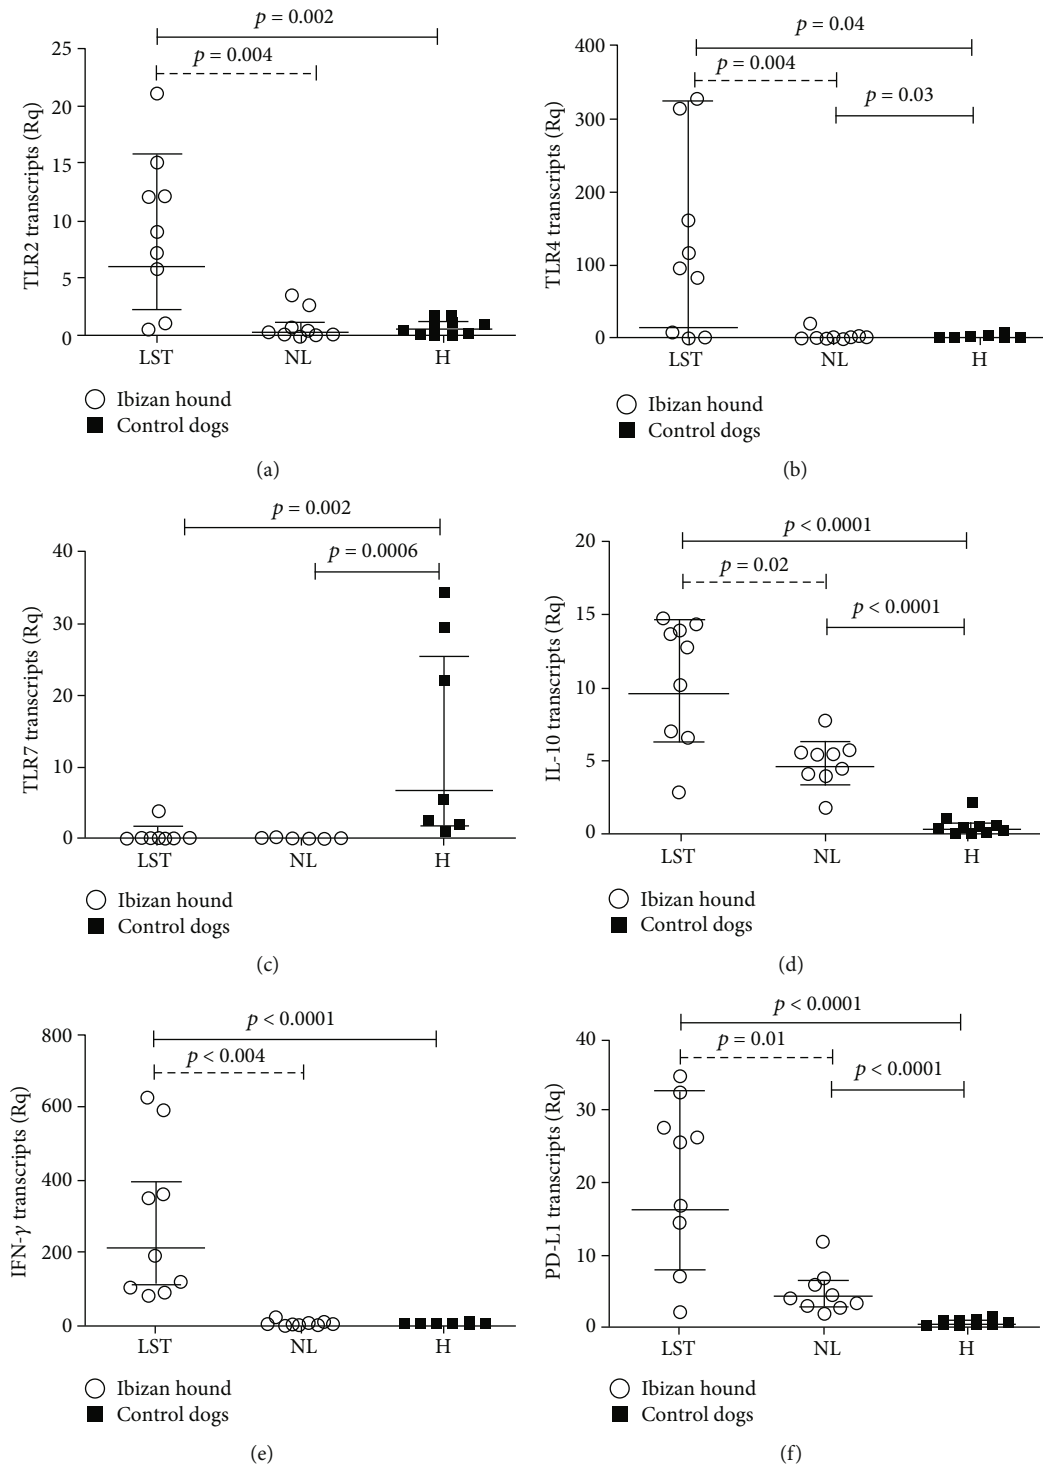 p = 0.002
p = 0.004
25
20
15
10
5
0
TLR2 transcripts (Rq)
LST NL H
Ibizan hound
Control dogs
(a)
p = 0.04
p = 0.004
p = 0.03
400
300
200
100
0
TLR4 transcripts (Rq)
LST NL H
Ibizan hound
Control dogs
(b)
p = 0.002
p = 0.0006
40
30
20
10
0
TLR7 transcripts (Rq)
LST NL H
Ibizan hound
Control dogs
(c)
p < 0.0001
p = 0.02
p < 0.0001
20
15
10
5
0
IL-10 transcripts (Rq)
LST NL H
Ibizan hound
Control dogs
(d)
p < 0.0001
p < 0.004
800
600
400
200
0
IFN-γ transcripts (Rq)
LST NL H
Ibizan hound
Control dogs
(e)
p < 0.0001
p = 0.01
p < 0.0001
40
30
20
10
0
PD-L1 transcripts (Rq)
LST NL H
Ibizan hound
Control dogs
(f)